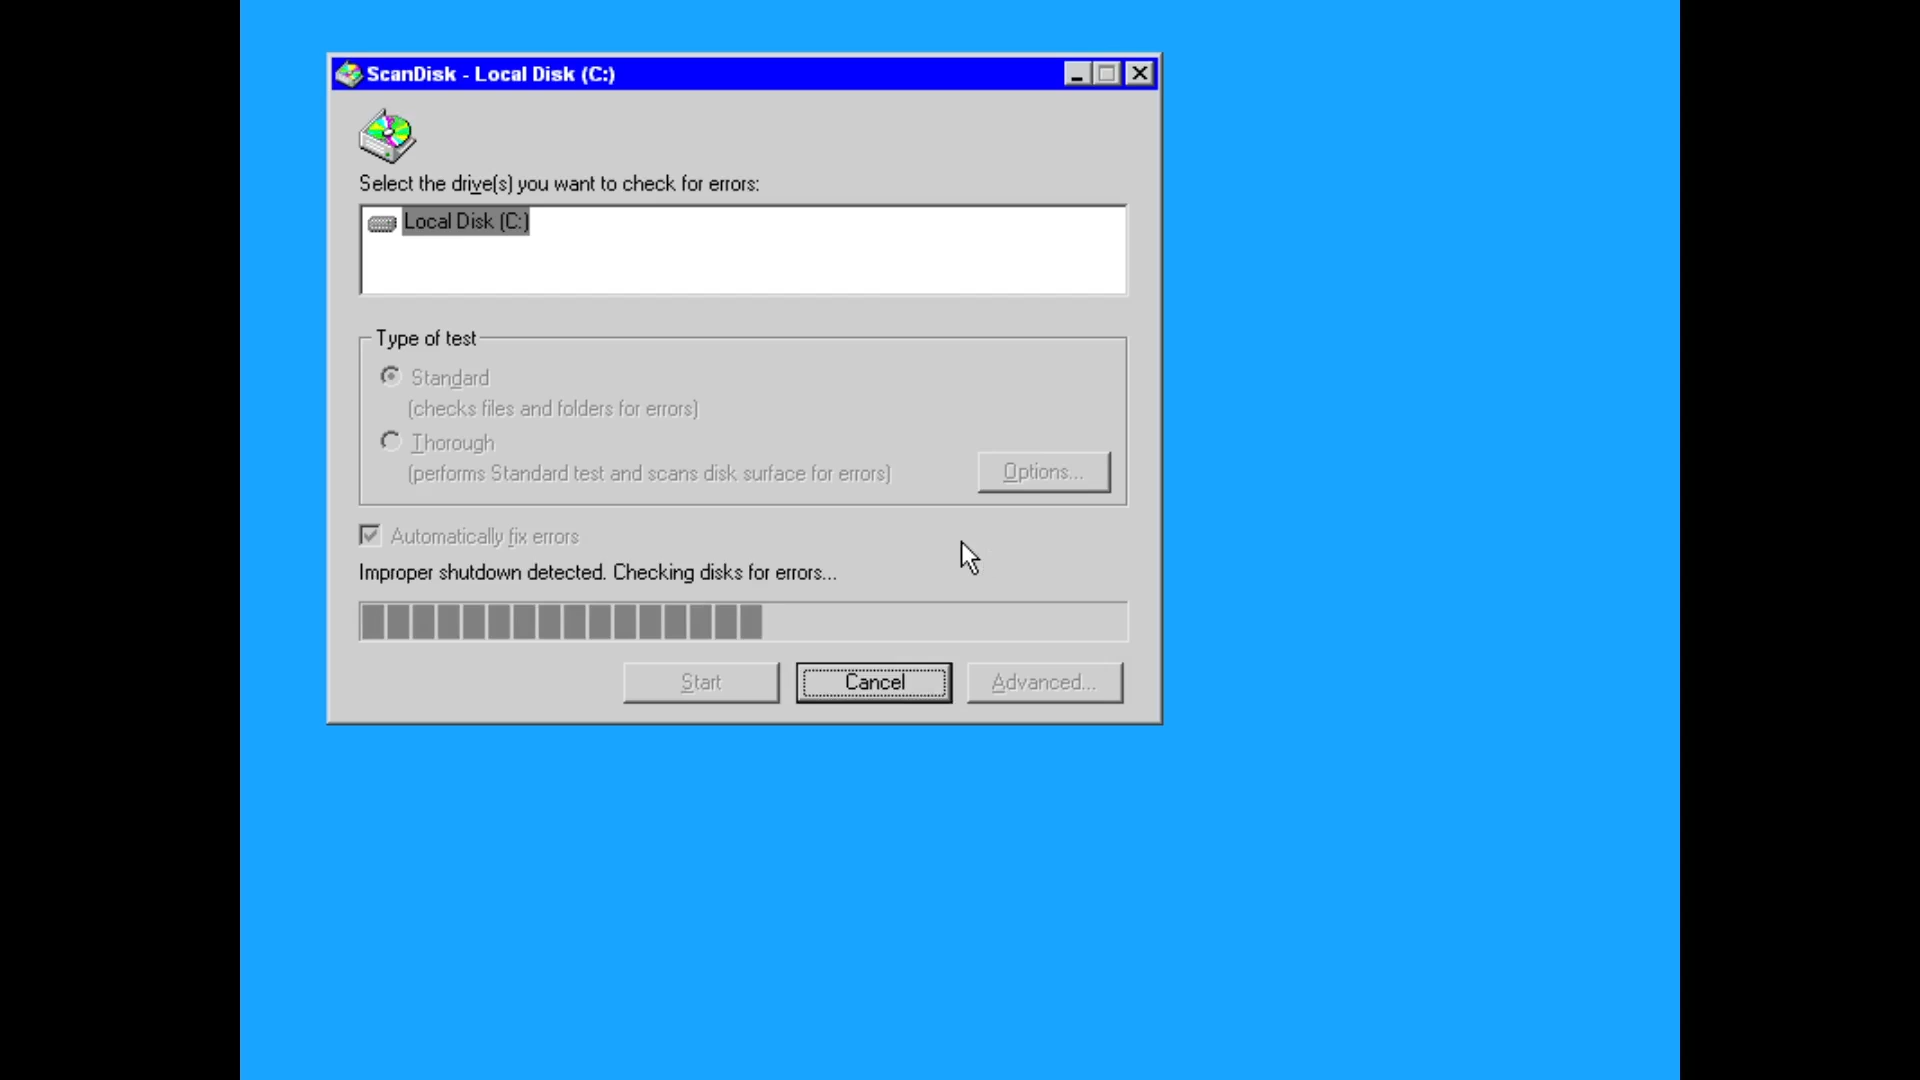 ScanDisk - Local Disk (C:)
Select the drive(s) you want to check for errors:
Local Disk (C:)
Type of test
Standard
(checks files and folders for errors)
Thorough
(performs Standard test and scans disk surface for errors)
Options...
Automatically fix errors
Improper shutdown detected. Checking disks for errors...
Start
Cancel
Advanced...